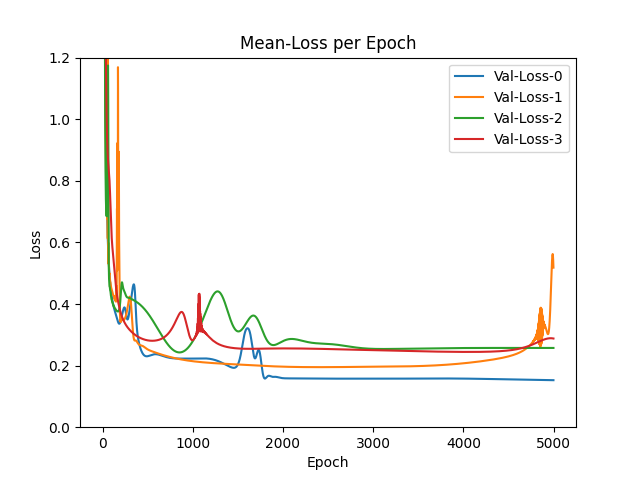 Mean-Loss per Epoch
1.2
1.0
0.8
0.6
0.4
0.2
0.0
Loss
Val-Loss-0
Val-Loss-1
Val-Loss-2
Val-Loss-3
0 1000 2000 3000 4000 5000
Epoch